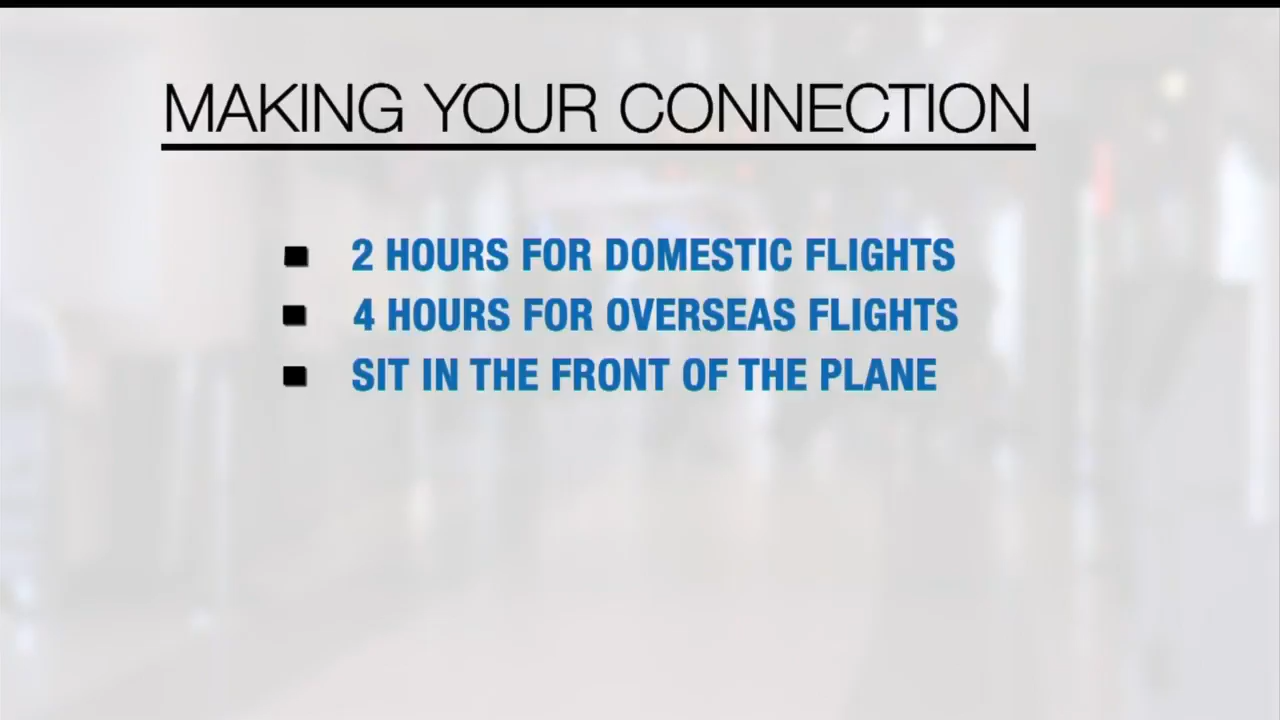 MAKING YOUR CONNECTION
2 HOURS FOR DOMESTIC FLIGHTS
4 HOURS FOR OVERSEAS FLIGHTS
SIT IN THE FRONT OF THE PLANE